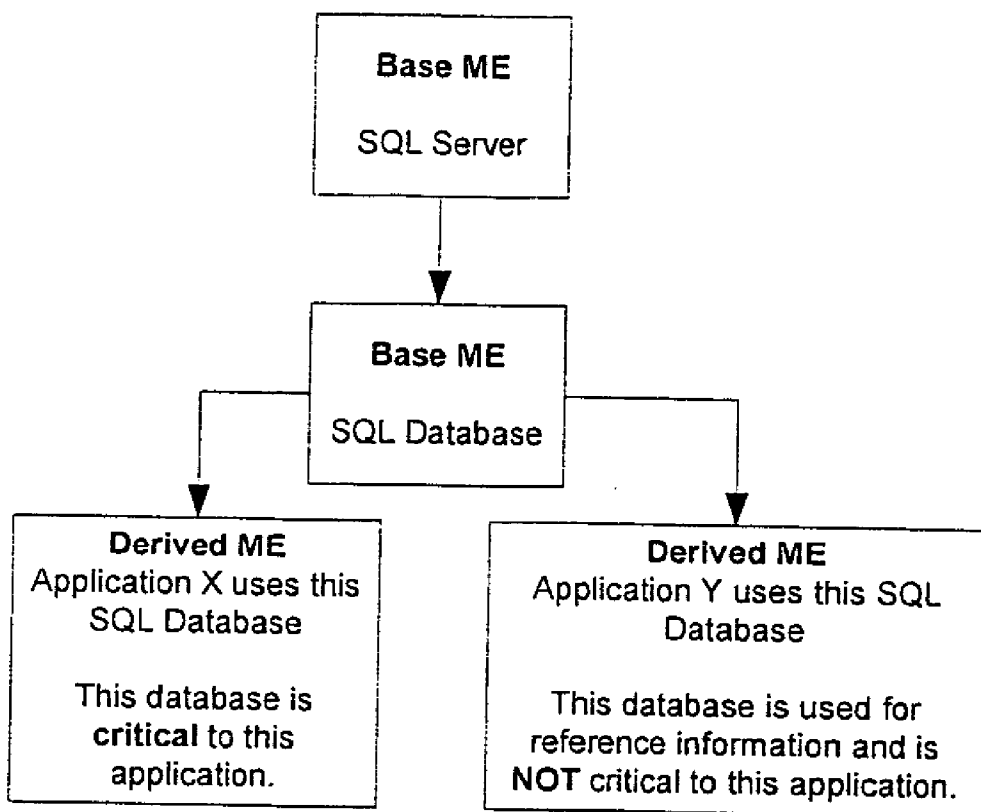 Base ME
SQL Server
Base ME
SQL Database
Derived ME
Application X uses this
SQL Database
This database is
critical to this
application.
Derived ME
Application Y uses this SQL
Database
This database is used for
reference information and is
NOT critical to this application.